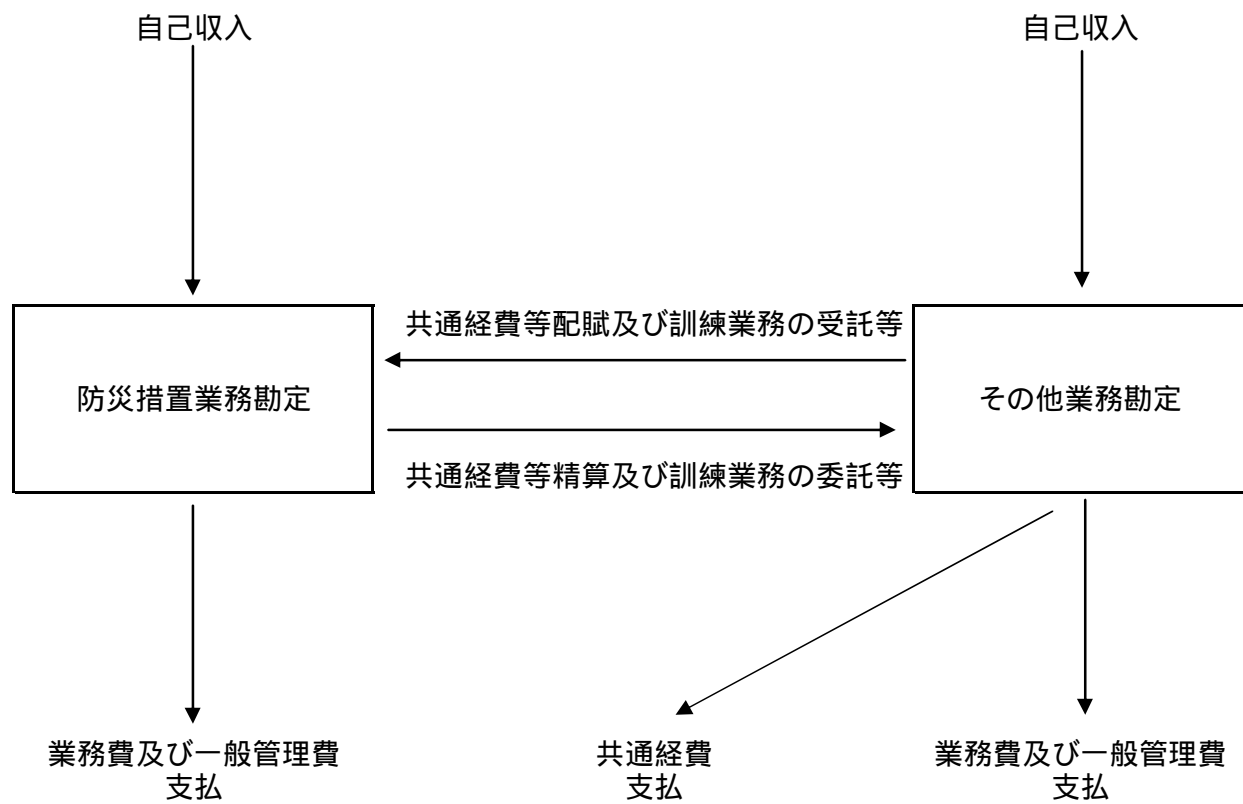 自己収入
自己収入
共通経費等配賦及び訓練業務の受託等
防災措置業務勘定
その他業務勘定
共通経費等精算及び訓練業務の委託等
業務費及び一般管理費
支払
共通経費
支払
業務費及び一般管理費
支払